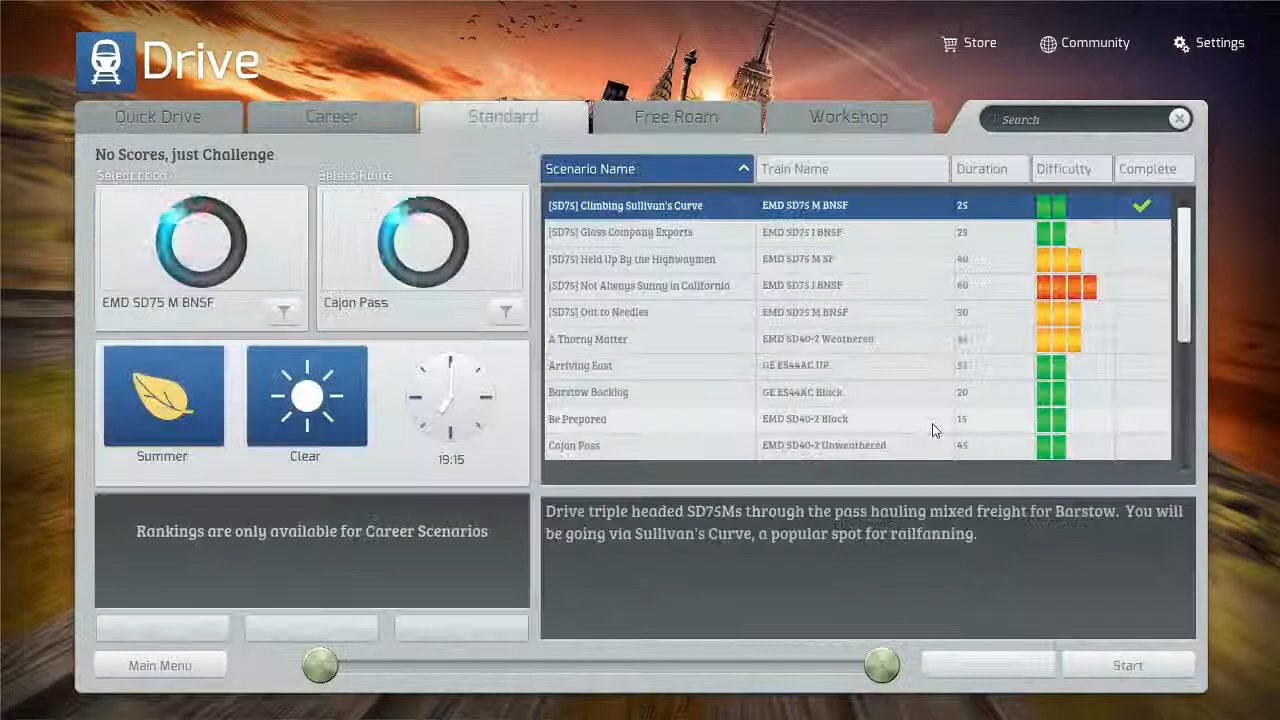 Drive
Store
Community
Settings
Quick Drive
Career
Standard
Free Roam
Workshop
Search
No Scores, just Challenge
Select Loco
Select Route
EMD SD75 M BNSF
Cajon Pass
Summer
Clear
19:15
Rankings are only available for Career Scenarios
Scenario Name Train Name Duration Difficulty Complete
[SD75] Climbing Sullivan's Curve EMD SD75 M BNSF 25
[SD75] Glass Company Exports EMD SD75 I BNSF 25
[SD75] Held Up By the Highwaymen EMD SD75 M SF 40
[SD75] Not Always Sunny in California EMD SD75 I BNSF 60
[SD75] Out to Needles EMD SD75 M BNSF 30
A Thorny Matter EMD SD40-2 Weathered
Arriving East GE ES44AC UP
Barstow Backlog GE ES44AC Black 20
Be Prepared EMD SD40-2 Black 15
Cajon Pass EMD SD40-2 Unweathered 45
Drive triple headed SD75Ms through the pass hauling mixed freight for Barstow. You will
be going via Sullivan's Curve, a popular spot for railfanning.
Main Menu
Start